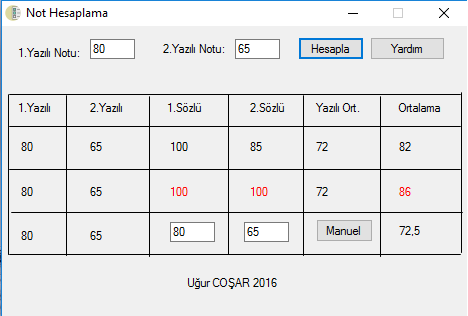 Not Hesaplama
1.Yazılı Notu: 80 2.Yazılı Notu: 65 Hesapla Yardım
1.Yazılı 2.Yazılı 1.Sözlü 2.Sözlü Yazılı Ort. Ortalama
80 65 100 85 72 82
80 65 100 100 72 86
80 65 80 65 Manuel 72,5
Uğur COŞAR 2016